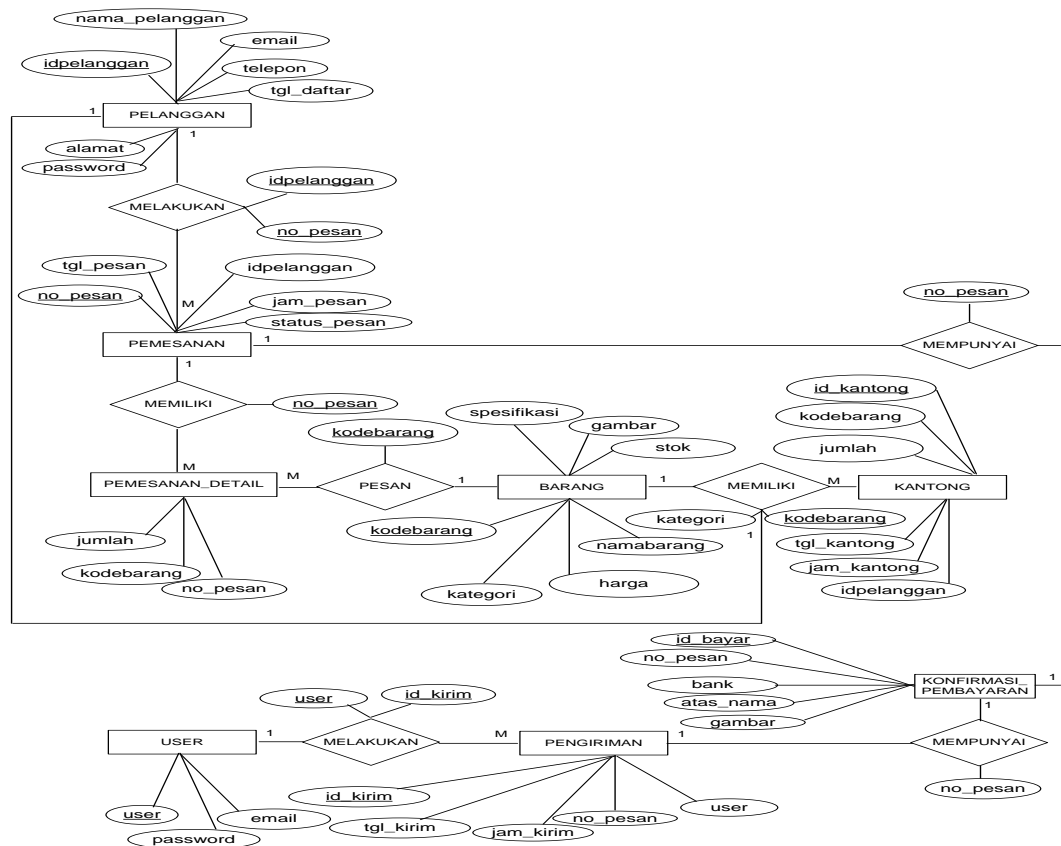 nama_pelanggan
email
idpelanggan
telepon
tgl_daftar
1
PELANGGAN
1
alamat
password
idpelanggan
MELAKUKAN
no_pesan
tgl_pesan
idpelanggan
no_pesan
M
jam_pesan
status_pesan
no_pesan
PEMESANAN
1
MEMPUNYAI
1
MEMILIKI
no_pesan
spesifikasi
id_kantong
kodebarang
gambar
kodebarang
stok
jumlah
M
PEMESANAN_DETAIL
M
PESAN
1
BARANG
1
MEMILIKI
M
KANTONG
jumlah
kodebarang
kategori
1
kodebarang
kodebarang
no_pesan
namabarang
tgl_kantong
kategori
harga
jam_kantong
idpelanggan
id_bayar
no_pesan
bank
atas_nama
gambar
KONFIRMASI_
PEMBAYARAN
1
1
user
id_kirim
USER
1
MELAKUKAN
M
PENGIRIMAN
1
MEMPUNYAI
user
password
email
id_kirim
tgl_kirim
jam_kirim
no_pesan
user
no_pesan